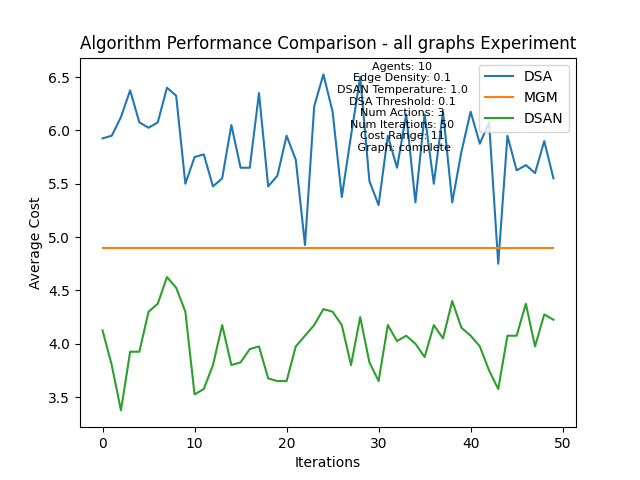 Algorithm Performance Comparison - all graphs Experiment
Agents: 10
Edge Density: 0.1
DSAN Temperature: 1.0
DSA Threshold: 0.1
Num Actions: 3
Num Iterations: 50
Cost Range: 11
Graph: complete
DSA
MGM
DSAN
6.5
6.0
5.5
5.0
4.5
4.0
3.5
Average Cost
0
10
20
30
40
50
Iterations